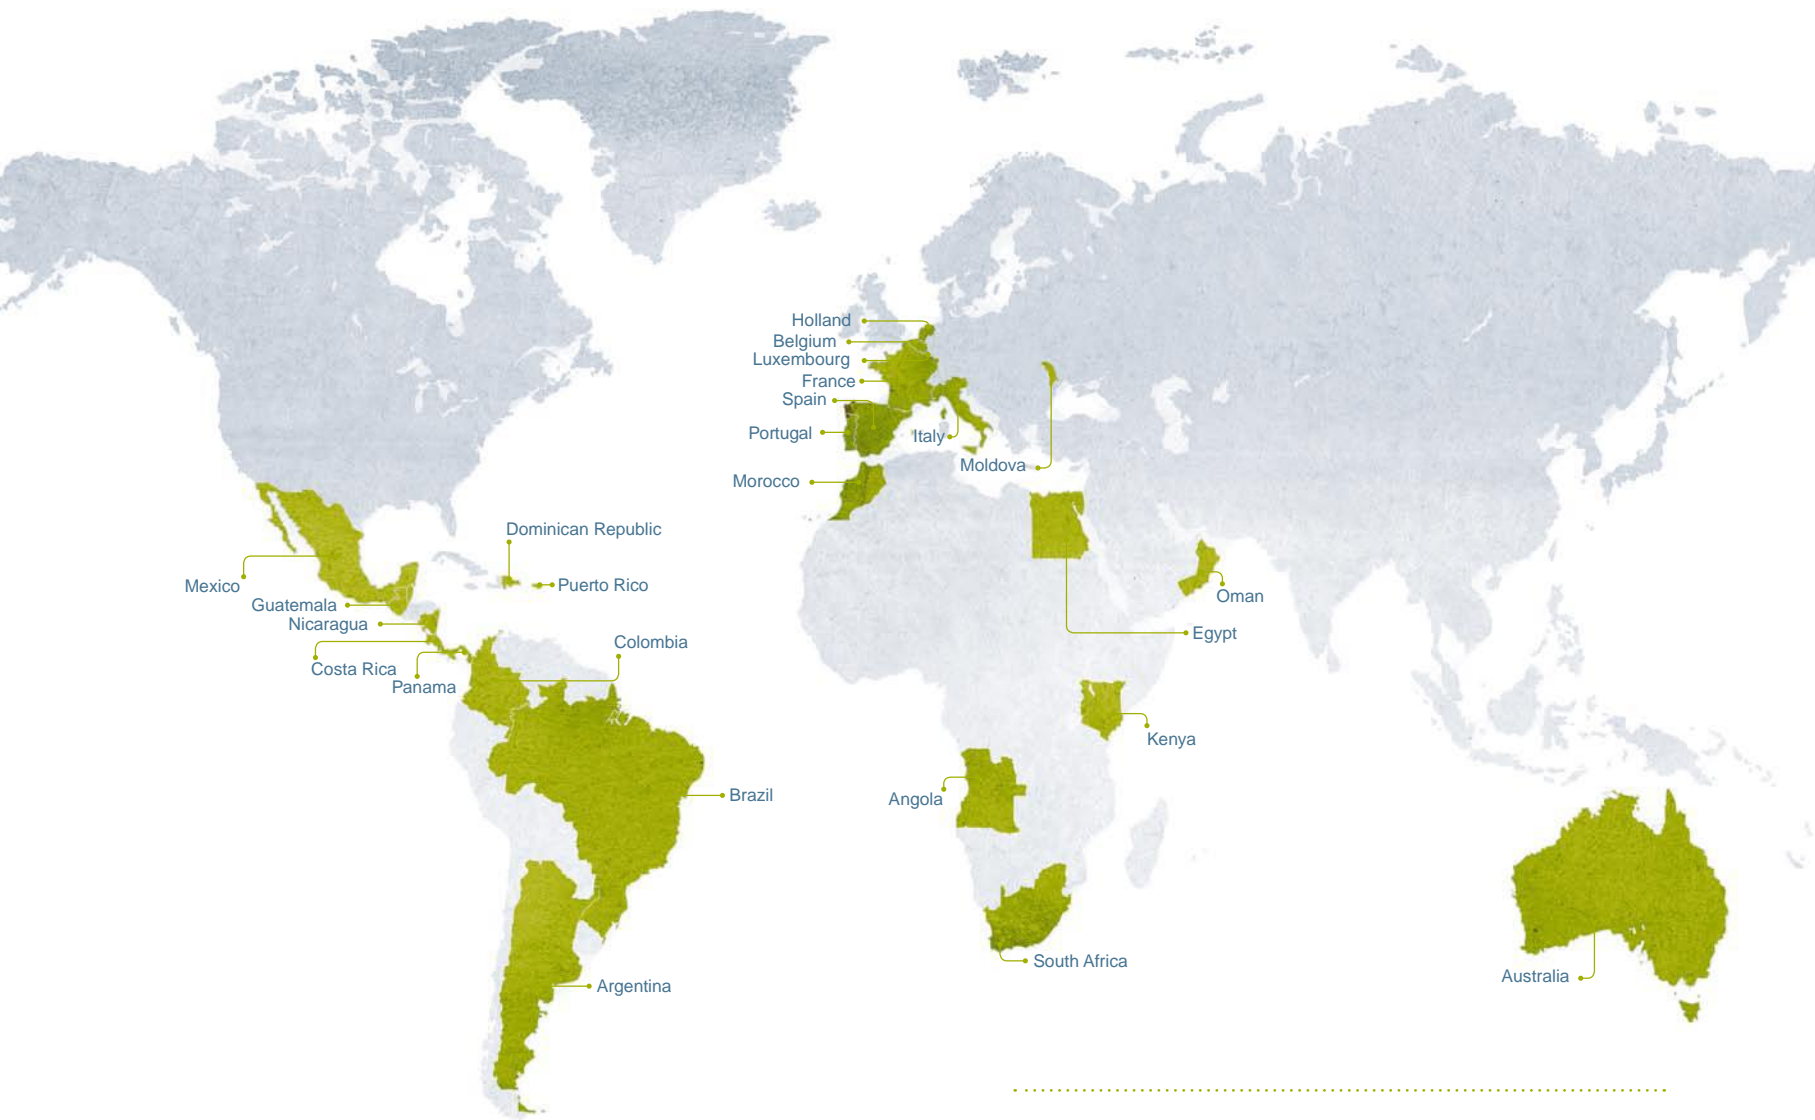 Holland
Belgium
Luxembourg
France
Spain
Portugal
Italy
Moldova
Morocco
Dominican Republic
Mexico
Puerto Rico
Guatemala
Nicaragua
Oman
Egypt
Colombia
Costa Rica
Panama
Kenya
Brazil
Angola
South Africa
Australia
Argentina